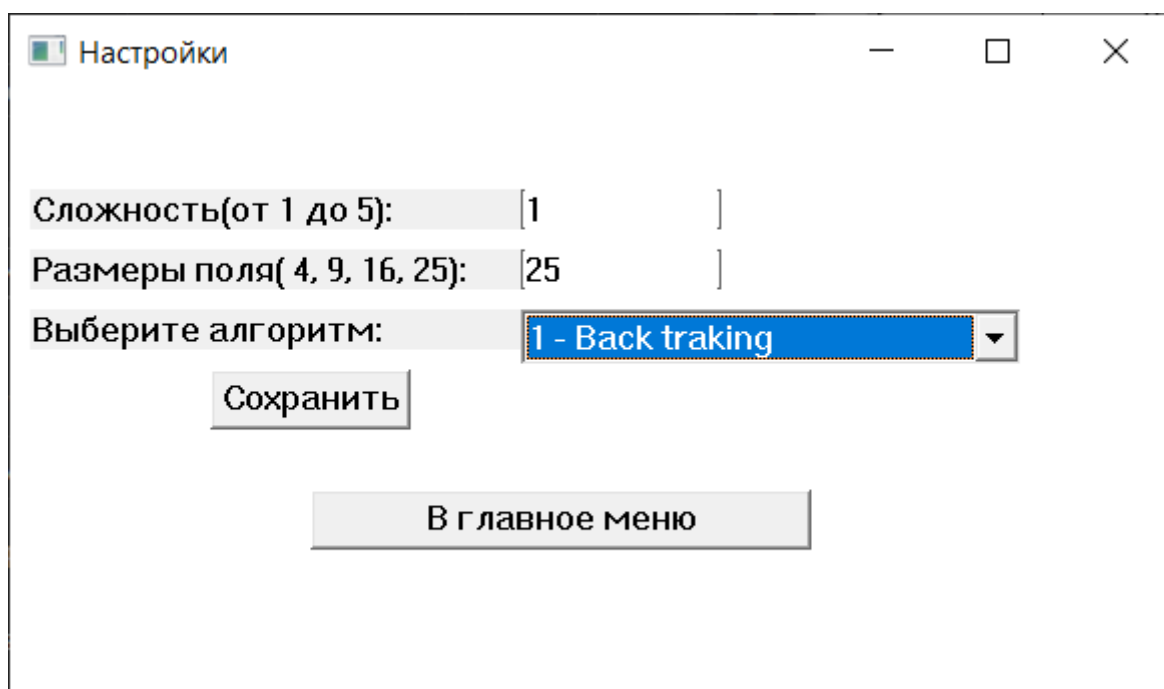 Настройки
Сложность(от 1 до 5): 1
Размеры поля( 4, 9, 16, 25): 25
Выберите алгоритм: 1 - Back traking
Сохранить
В главное меню